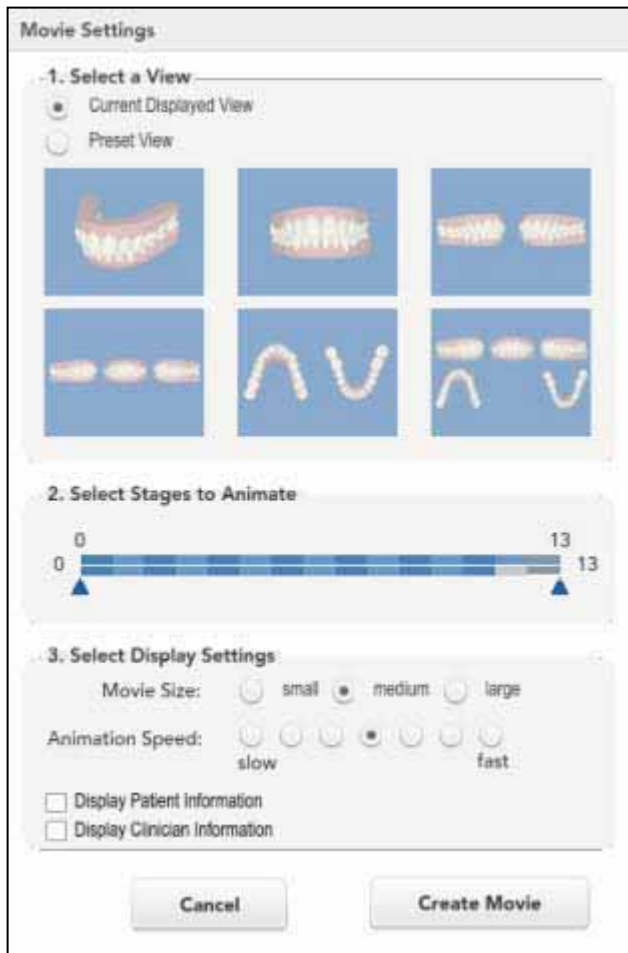 Movie Settings
1. Select a View
Current Displayed View
Preset View
2. Select Stages to Animate
0 13
0 13
3. Select Display Settings
Movie Size: small medium large
Animation Speed:
slow fast
Display Patient Information
Display Clinician Information
Cancel Create Movie